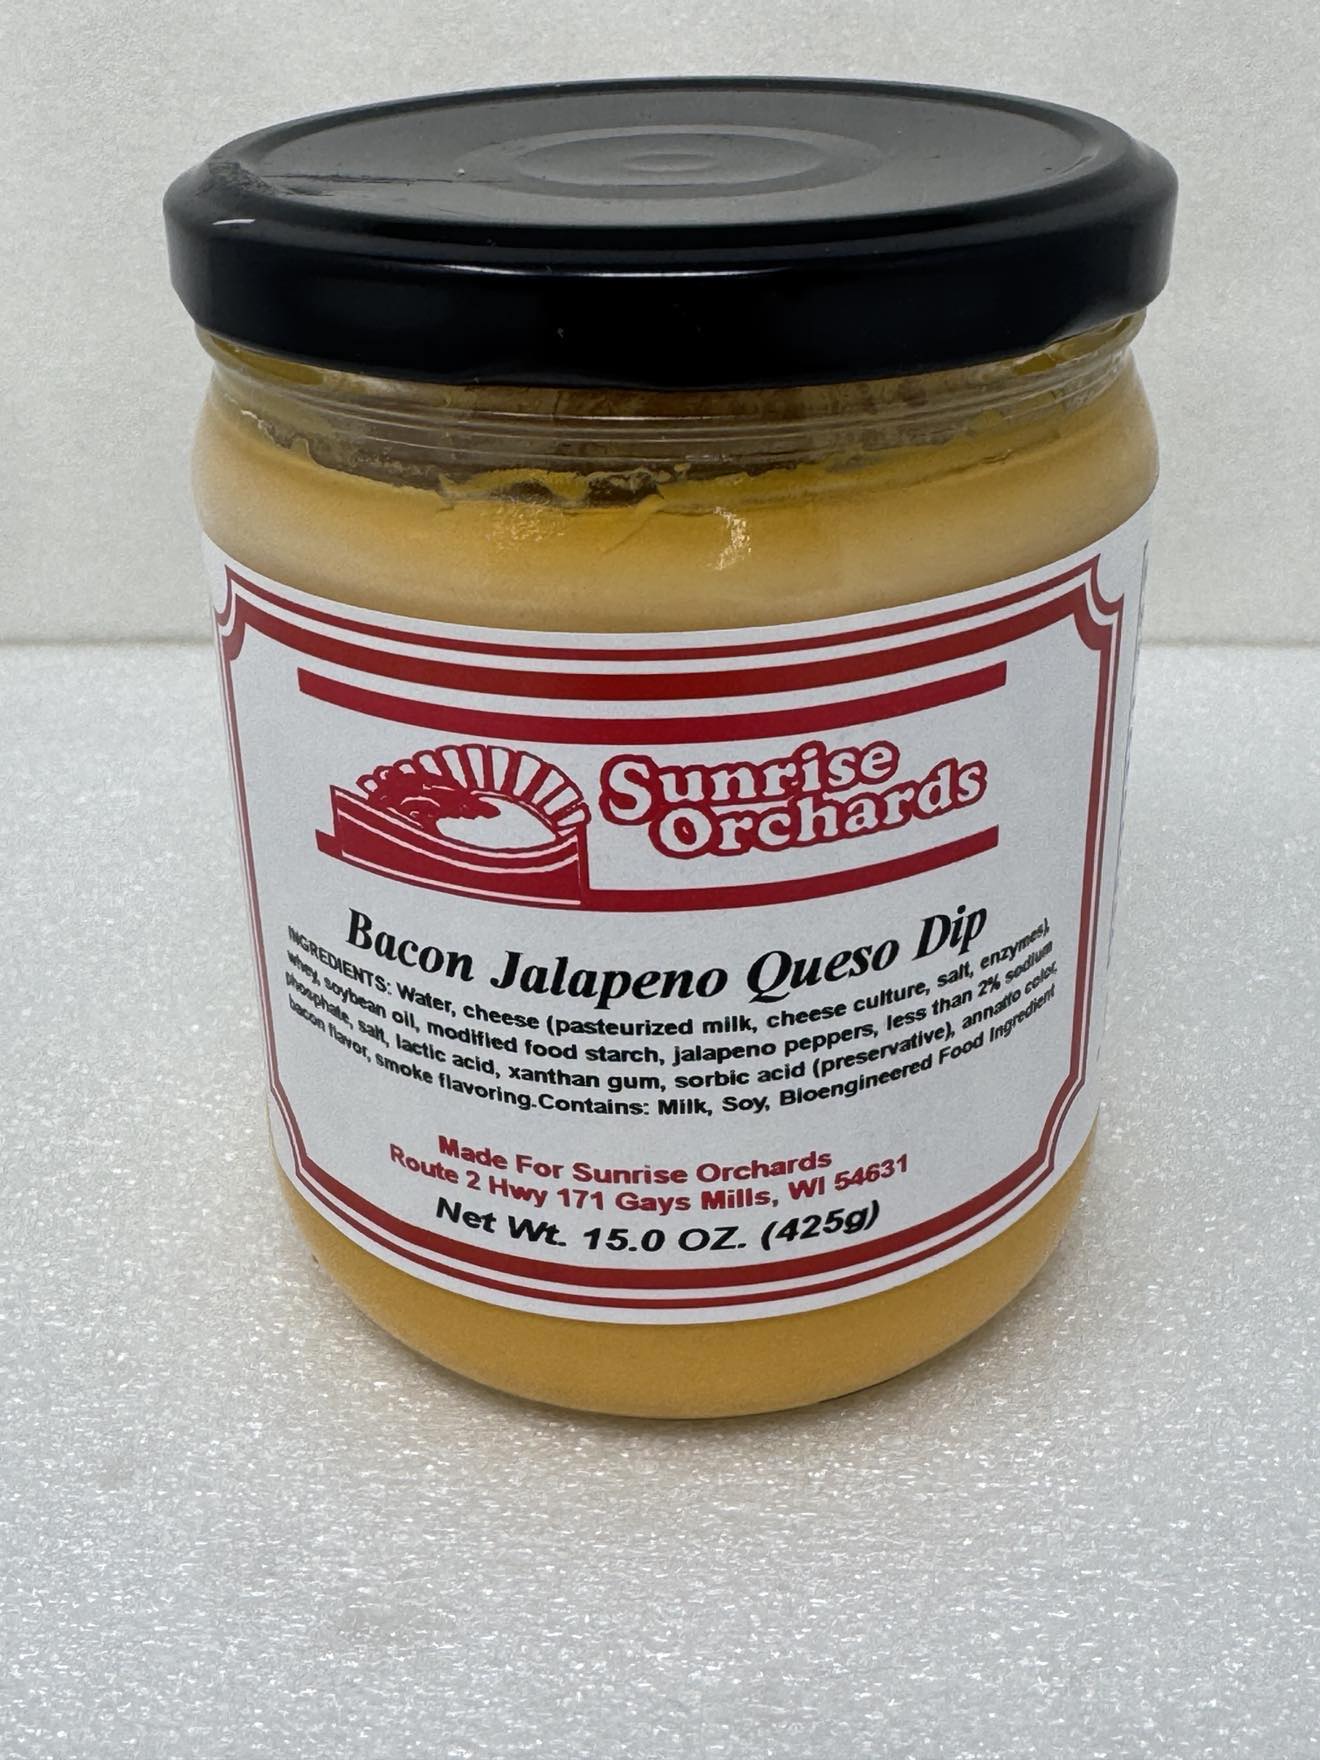 Sunrise
Orchards
Bacon Jalapeno Queso Dip
INGREDIENTS: Water, cheese (pasteurized milk, cheese culture, salt, enzymes),
whey, soybean oil, modified food starch, jalapeno peppers, less than 2% sodium
phosphate, salt, lactic acid, xanthan gum, sorbic acid (preservative), annatto color,
bacon flavor, smoke flavoring.Contains: Milk, Soy, Bioengineered Food Ingredient
Made For Sunrise Orchards
Route 2 Hwy 171 Gays Mills, WI 54631
Net Wt. 15.0 OZ. (425g)